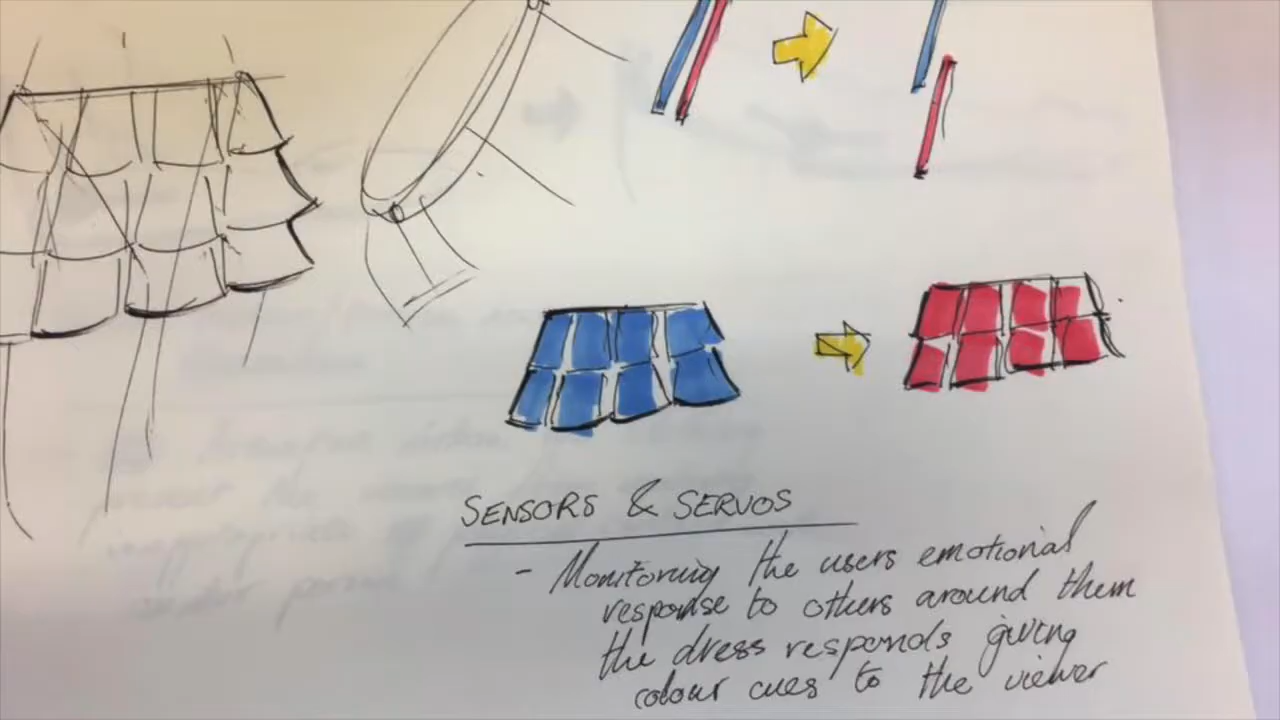 SENSORS & SERVOS
- Monitoring the users emotional
response to others around them
the dress responds giving
colour cues to the viewer